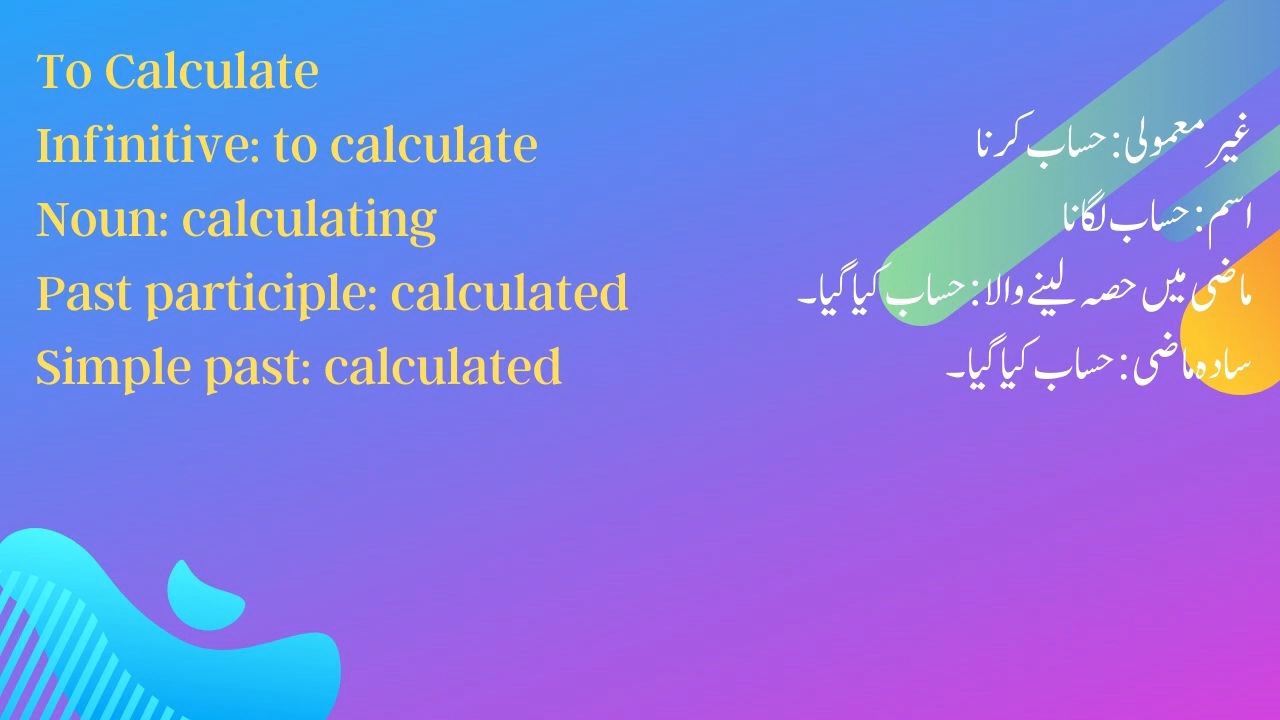 To Calculate
Infinitive: to calculate
Noun: calculating
Past participle: calculated
Simple past: calculated
غیر معمولی: حساب کرنا
اسم: حساب لگانا
ماضی میں حصہ لینے والا: حساب کیا گیا۔
سادہ ماضی: حساب کیا گیا۔